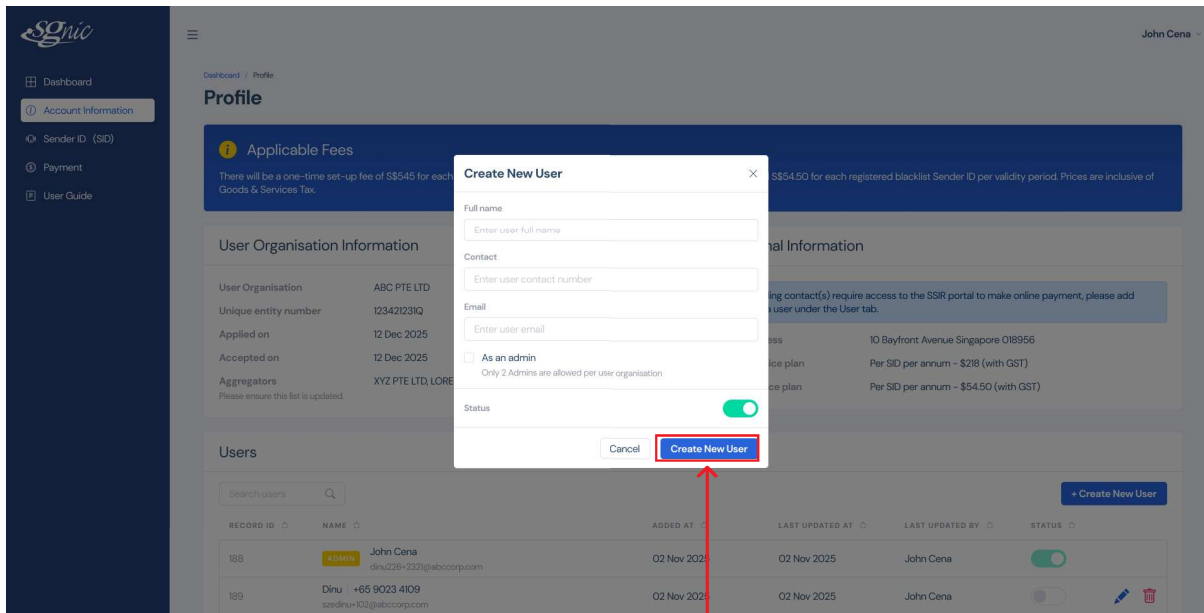 sgnic
John Cena
Dashboard
Account Information
Sender ID (SID)
Payment
User Guide
Dashboard / Profile
Profile
Applicable Fees
There will be a one-time set-up fee of S$545 for each
S$54.50 for each registered blacklist Sender ID per validity period. Prices are inclusive of
Goods & Services Tax.
Create New User
Full name
Enter user full name
Contact
Enter user contact number
Email
Enter user email
As an admin
Only 2 Admins are allowed per user organisation
Status
Cancel
Create New User
User Organisation Information
User Organisation ABC PTE LTD
Unique entity number 123421231Q
Applied on 12 Dec 2025
Accepted on 12 Dec 2025
Aggregators XYZ PTE LTD, LORE
Please ensure this list is updated.
nal Information
ing contact(s) require access to the SSIR portal to make online payment, please add
user under the User tab.
ess 10 Bayfront Avenue Singapore 018956
ice plan Per SID per annum - $218 (with GST)
ce plan Per SID per annum - $54.50 (with GST)
Users
Search users
+ Create New User
RECORD ID NAME ADDED AT LAST UPDATED AT LAST UPDATED BY STATUS
188 ADMIN John Cena 02 Nov 2025 02 Nov 2025 John Cena
dinu226+2321@abccorp.com
189 Dinu +65 9023 4109 02 Nov 2025 02 Nov 2025 John Cena
szedinu+102@abccorp.com